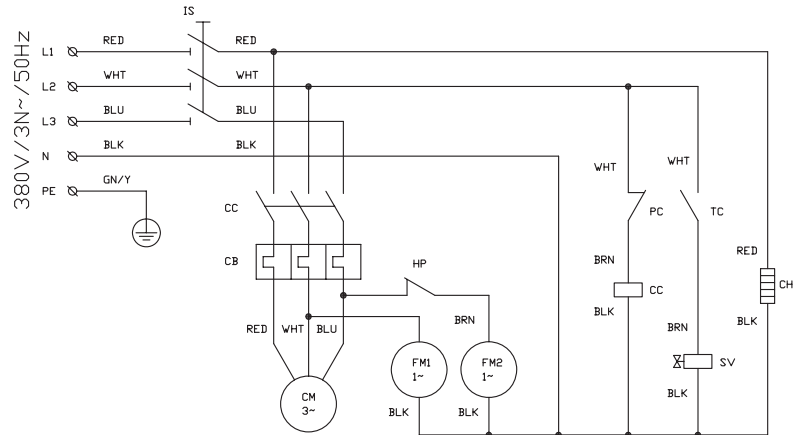 IS
380V/3N~/50Hz
L1 RED RED
L2 WHT WHT
L3 BLU BLU
N BLK BLK
PE GN/Y
WHT WHT
CC PC TC
CB HP BRN RED
CC CH
BLK BLK
RED WHT BLU BRN BRN
FM1
1~
FM2
1~
SV
CM
3~
BLK BLK BLK